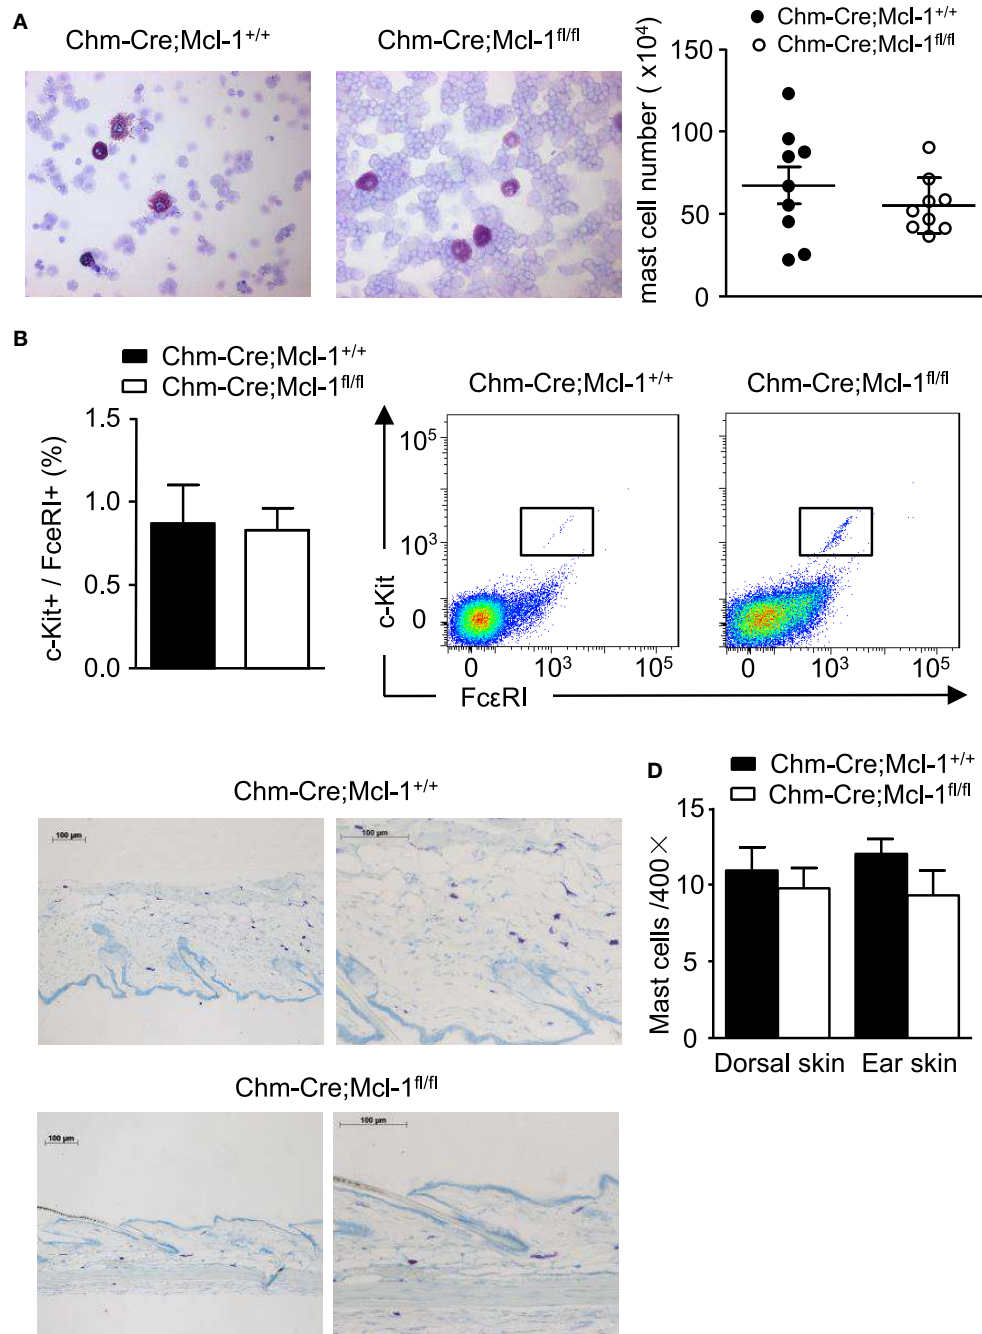 A
Chm-Cre;Mcl-1+/+
Chm-Cre;Mcl-1fl/fl
Chm-Cre;Mcl-1+/+
Chm-Cre;Mcl-1fl/fl
mast cell number ( x10⁴)
150
100
50
0
B
Chm-Cre;Mcl-1+/+
Chm-Cre;Mcl-1fl/fl
c-Kit+ / FceRI+ (%)
1.5
1.0
0.5
0.0
Chm-Cre;Mcl-1+/+
Chm-Cre;Mcl-1fl/fl
c-Kit
10⁵
10³
0
0 10³ 10⁵
0 10³ 10⁵
FcεRI
Chm-Cre;Mcl-1+/+
100 µm
100 µm
Chm-Cre;Mcl-1fl/fl
100 µm
100 µm
D
Chm-Cre;Mcl-1+/+
Chm-Cre;Mcl-1fl/fl
Mast cells /400×
15
10
5
0
Dorsal skin Ear skin